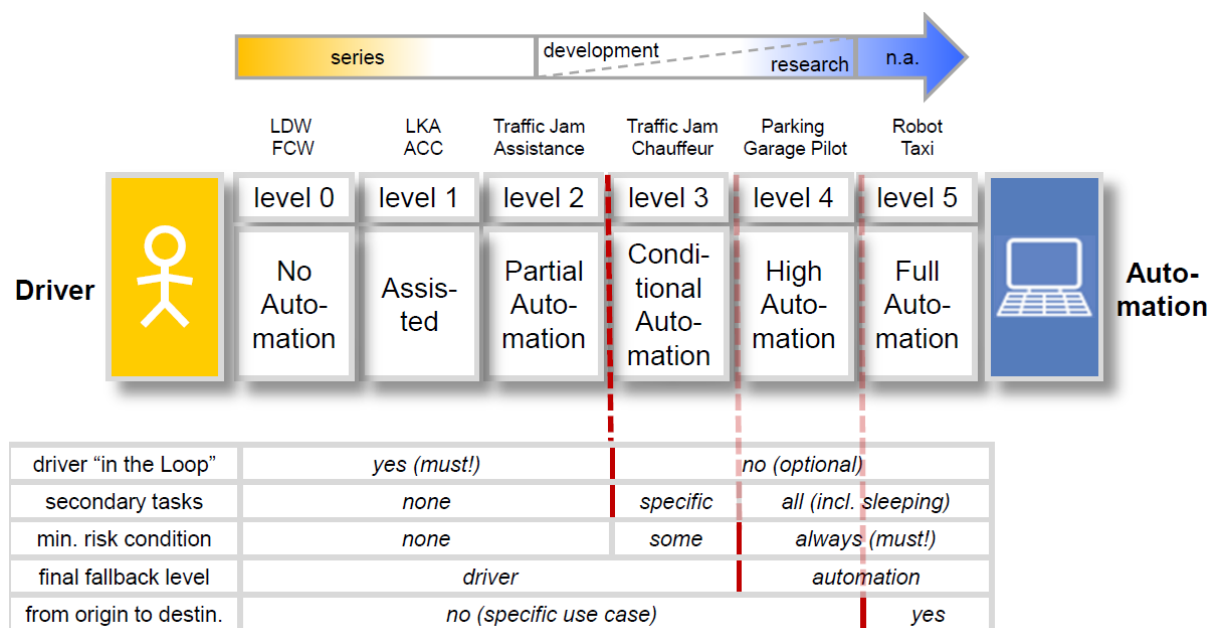 series
development
research
n.a.
LDW
FCW
LKA
ACC
Traffic Jam
Assistance
Traffic Jam
Chauffeur
Parking
Garage Pilot
Robot
Taxi
level 0
level 1
level 2
level 3
level 4
level 5
Driver
No
Auto-
mation
Assis-
ted
Partial
Auto-
mation
Condi-
tional
Auto-
mation
High
Auto-
mation
Full
Auto-
mation
Auto-
mation
driver “in the Loop”
yes (must!)
no (optional)
secondary tasks
none
specific
all (incl. sleeping)
min. risk condition
none
some
always (must!)
final fallback level
driver
automation
from origin to destin.
no (specific use case)
yes